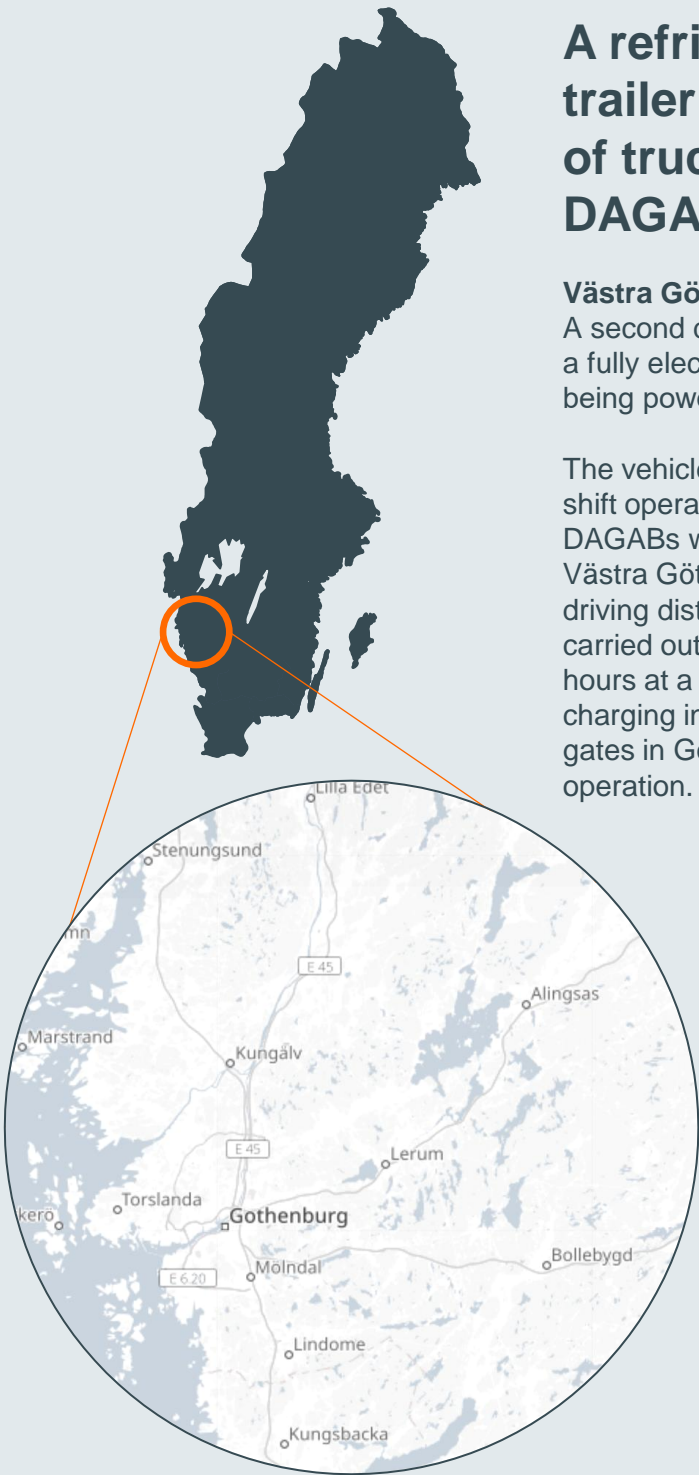 A refri
trailer
of truc
DAGA
Västra Gö
A second o
a fully elec
being powe
The vehicle
shift opera
DAGABs w
Västra Göt
driving dist
carried out
hours at a
charging in
gates in Go
operation.
Lilla Edet
Stenungsund
mn
E 45
Alingsas
Marstrand
Kungälv
E 45
Lerum
Torslanda
kerö
Gothenburg
Bollebygd
E 6.20
Mölndal
Lindome
Kungsbacka